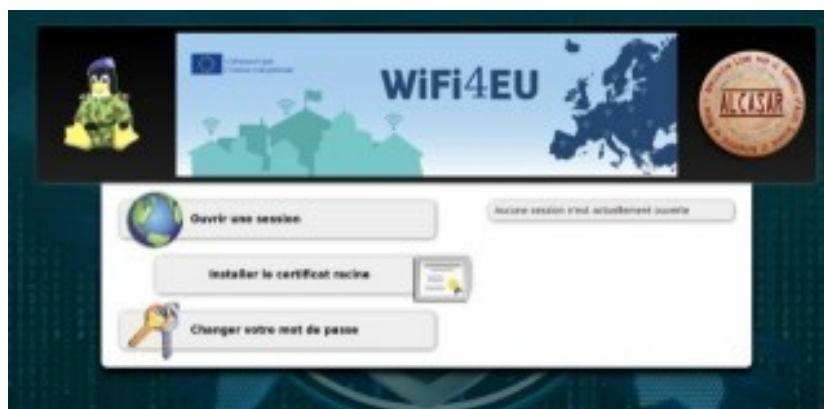 WiFi4EU
ALCASAR
Ouvrir une session
Aucune session n'est actuellement ouverte
Installer le certificat racine
Changer votre mot de passe